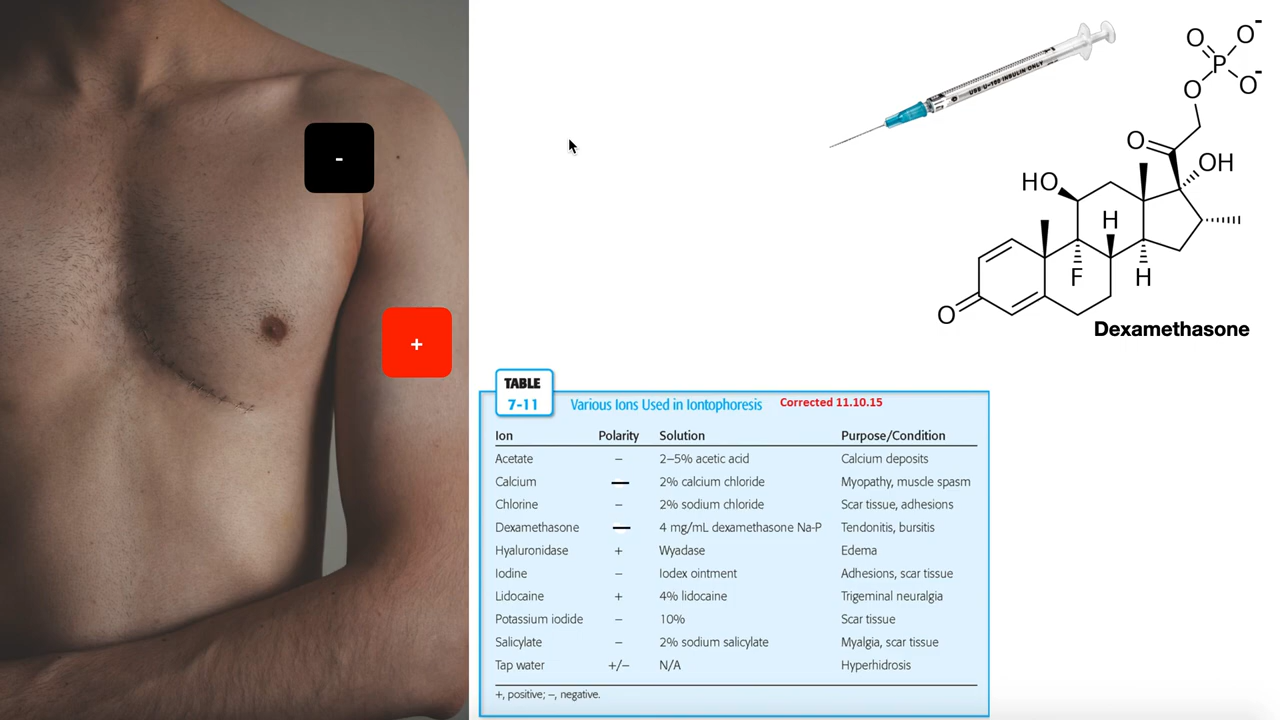 -
+
USE U-100 INSULIN ONLY
O
O-
P
O-
O
O
OH
HO
H
F
H
O
Dexamethasone
TABLE
7-11
Various Ions Used in Iontophoresis
Corrected 11.10.15
Ion Polarity Solution Purpose/Condition
Acetate – 2–5% acetic acid Calcium deposits
Calcium — 2% calcium chloride Myopathy, muscle spasm
Chlorine – 2% sodium chloride Scar tissue, adhesions
Dexamethasone — 4 mg/mL dexamethasone Na-P Tendonitis, bursitis
Hyaluronidase + Wyadase Edema
Iodine – Iodex ointment Adhesions, scar tissue
Lidocaine + 4% lidocaine Trigeminal neuralgia
Potassium iodide – 10% Scar tissue
Salicylate – 2% sodium salicylate Myalgia, scar tissue
Tap water +/– N/A Hyperhidrosis
+, positive; –, negative.